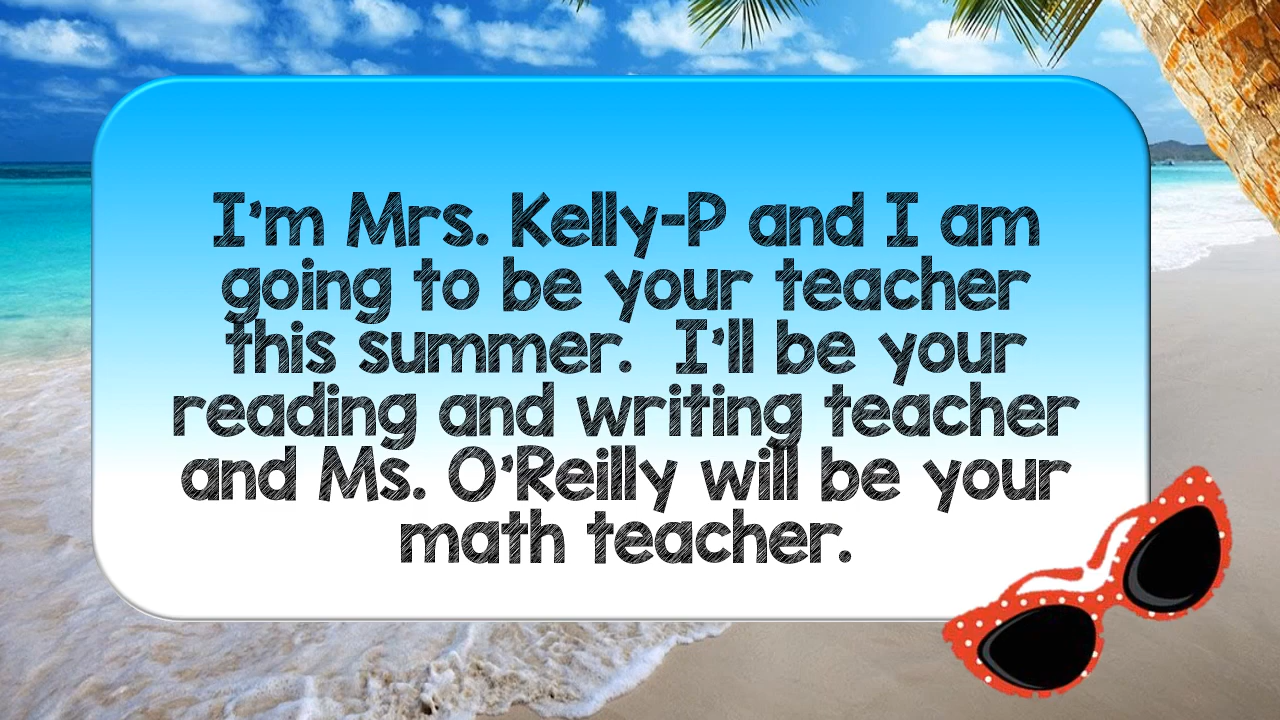 I'm Mrs. Kelly-P and I am
going to be your teacher
this summer.  I'll be your
reading and writing teacher
and Ms. O'Reilly will be your
math teacher.